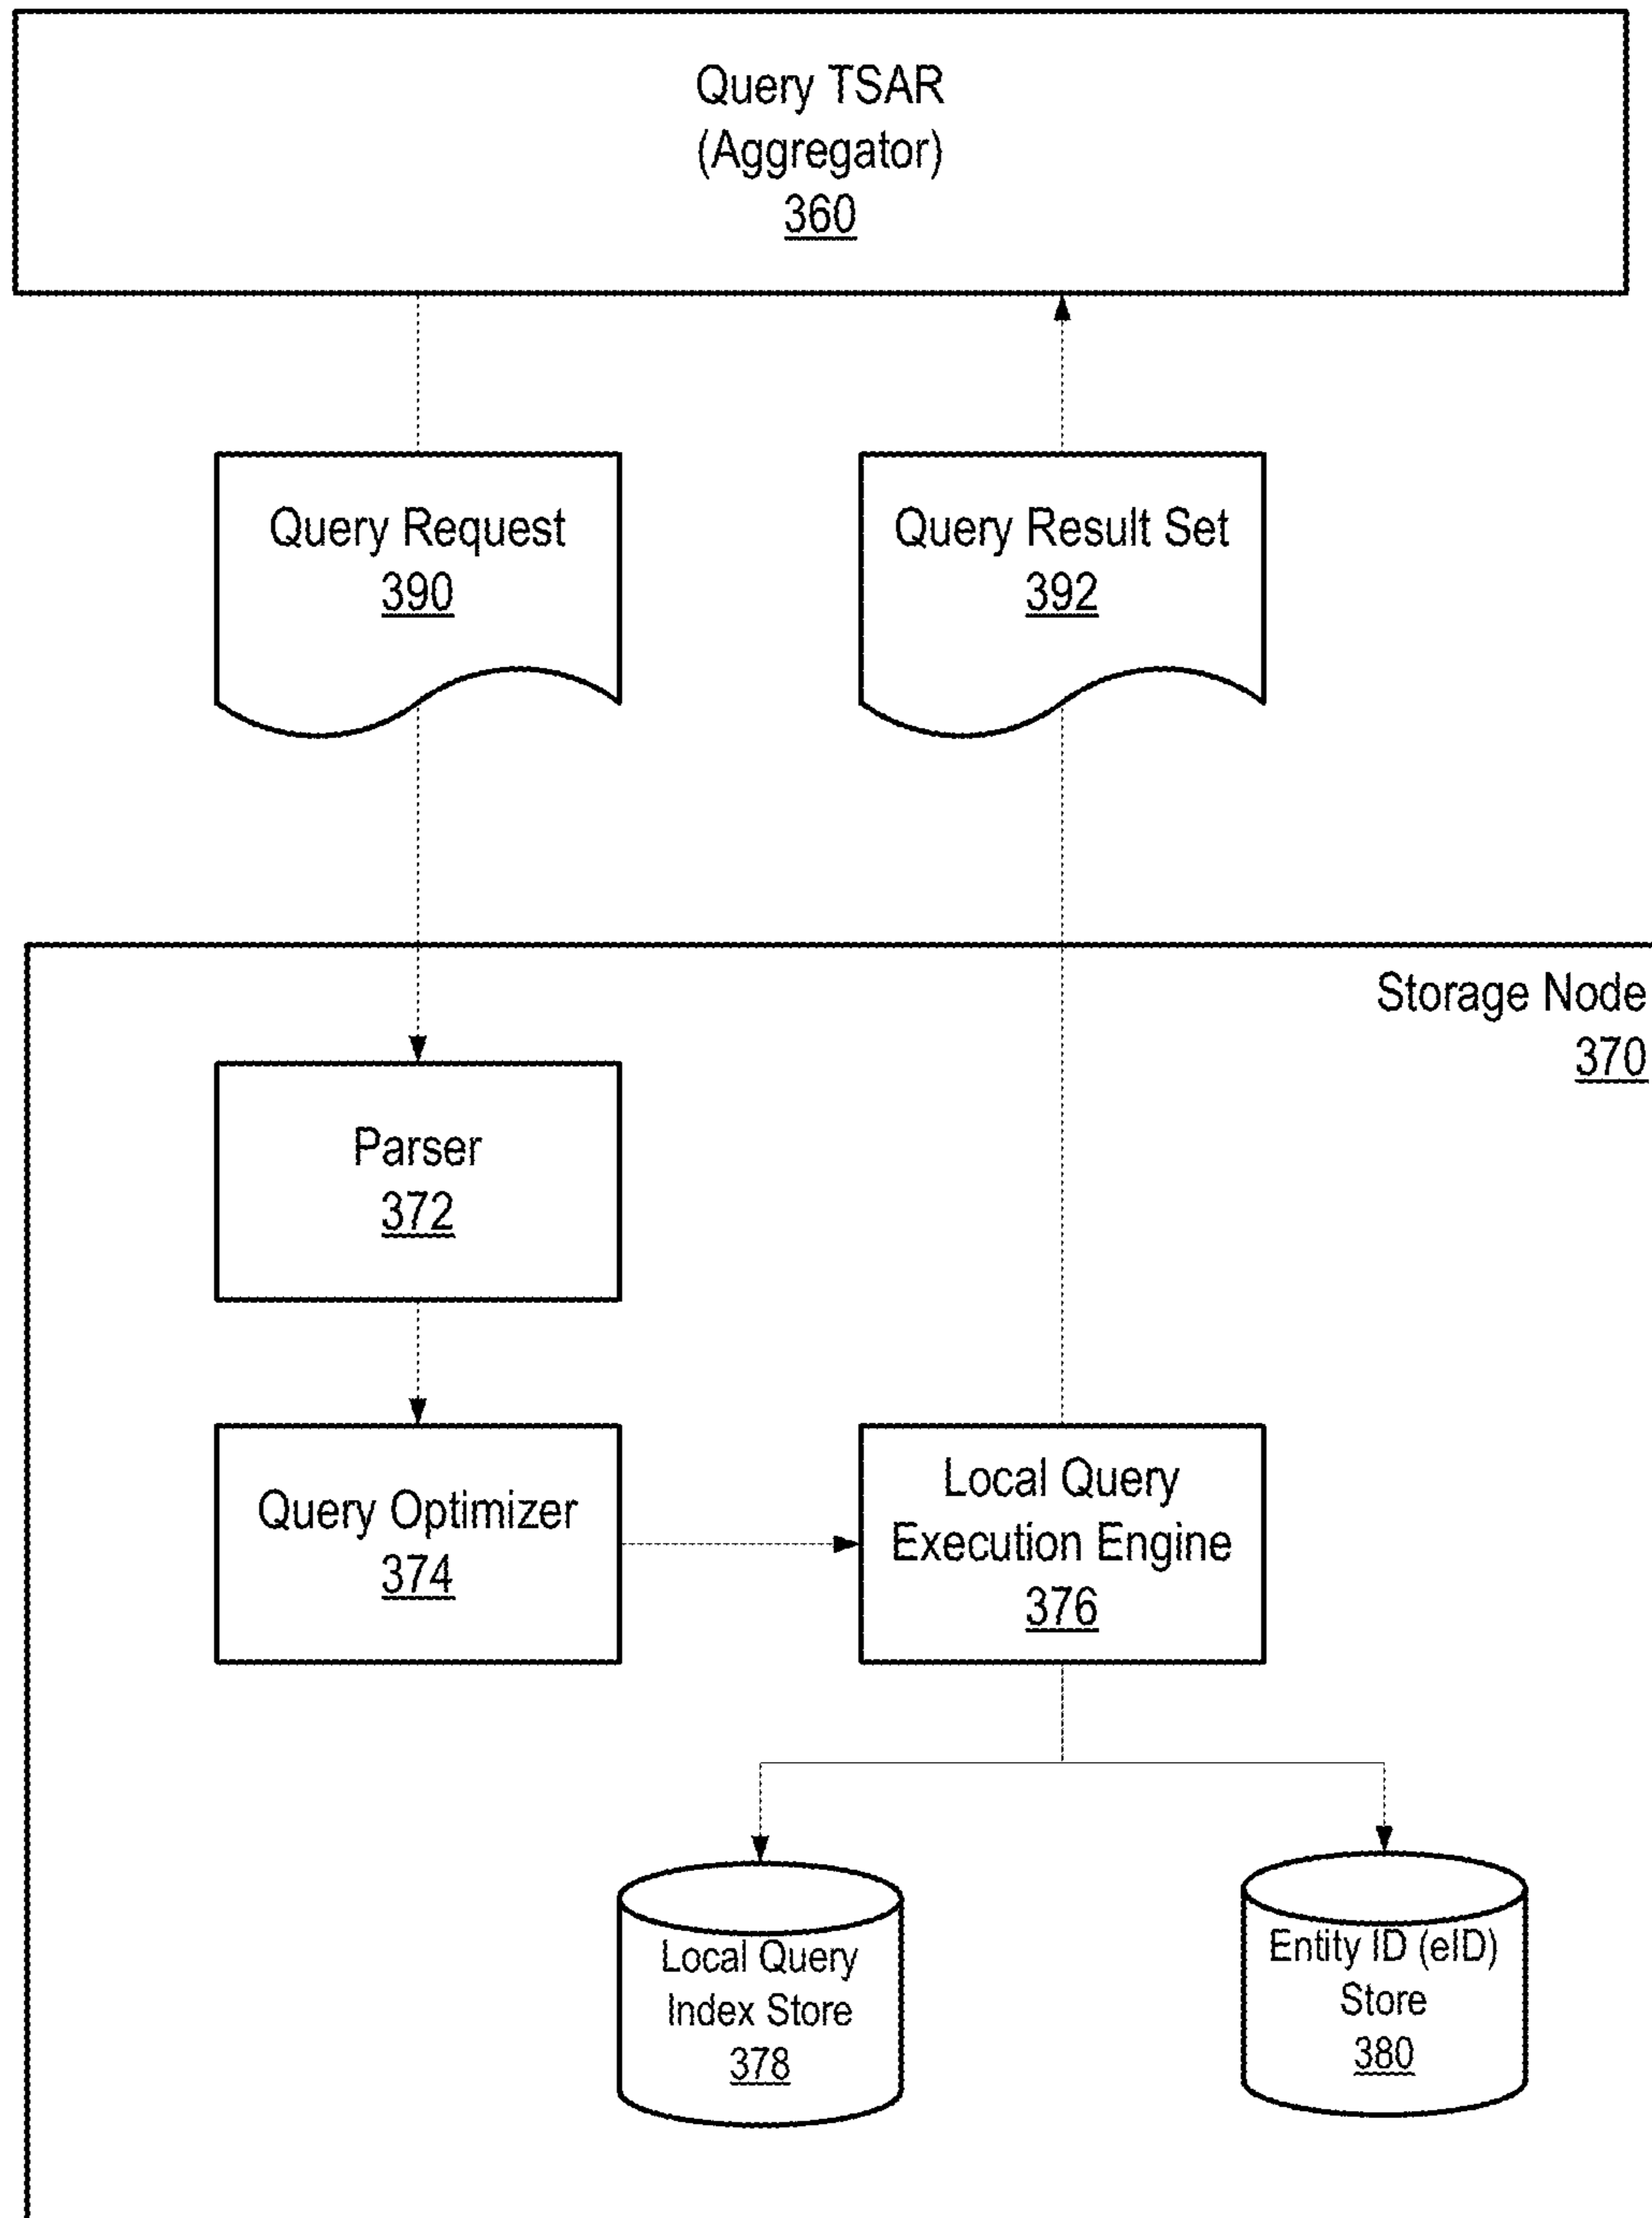 Query TSAR
(Aggregator)
360
Query Request
390
Query Result Set
392
Storage Node
370
Parser
372
Query Optimizer
374
Local Query
Execution Engine
376
Local Query
Index Store
378
Entity ID (eID)
Store
380